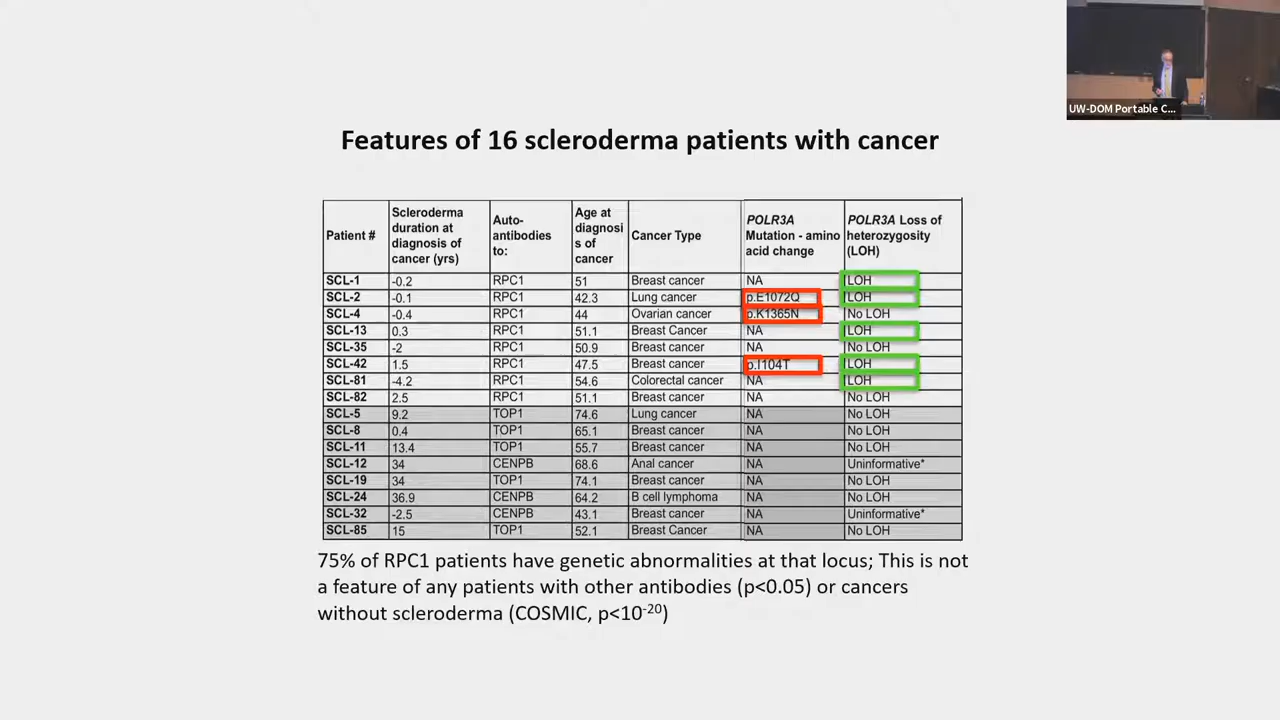 UW-DOM Portable C...
Features of 16 scleroderma patients with cancer
Patient # | Scleroderma duration at diagnosis of cancer (yrs) | Auto-antibodies to: | Age at diagnosi s of cancer | Cancer Type | POLR3A Mutation - amino acid change | POLR3A Loss of heterozygosity (LOH)
SCL-1 | -0.2 | RPC1 | 51 | Breast cancer | NA | LOH
SCL-2 | -0.1 | RPC1 | 42.3 | Lung cancer | p.E1072Q | LOH
SCL-4 | -0.4 | RPC1 | 44 | Ovarian cancer | p.K1365N | No LOH
SCL-13 | 0.3 | RPC1 | 51.1 | Breast Cancer | NA | LOH
SCL-35 | -2 | RPC1 | 50.9 | Breast cancer | NA | No LOH
SCL-42 | 1.5 | RPC1 | 47.5 | Breast cancer | p.I104T | LOH
SCL-81 | -4.2 | RPC1 | 54.6 | Colorectal cancer | NA | LOH
SCL-82 | 2.5 | RPC1 | 51.1 | Breast cancer | NA | No LOH
SCL-5 | 9.2 | TOP1 | 74.6 | Lung cancer | NA | No LOH
SCL-8 | 0.4 | TOP1 | 65.1 | Breast cancer | NA | No LOH
SCL-11 | 13.4 | TOP1 | 55.7 | Breast cancer | NA | No LOH
SCL-12 | 34 | CENPB | 68.6 | Anal cancer | NA | Uninformative*
SCL-19 | 34 | TOP1 | 74.1 | Breast cancer | NA | No LOH
SCL-24 | 36.9 | CENPB | 64.2 | B cell lymphoma | NA | No LOH
SCL-32 | -2.5 | CENPB | 43.1 | Breast cancer | NA | Uninformative*
SCL-85 | 15 | TOP1 | 52.1 | Breast Cancer | NA | No LOH
75% of RPC1 patients have genetic abnormalities at that locus; This is not
a feature of any patients with other antibodies (p<0.05) or cancers
without scleroderma (COSMIC, p<10-20)